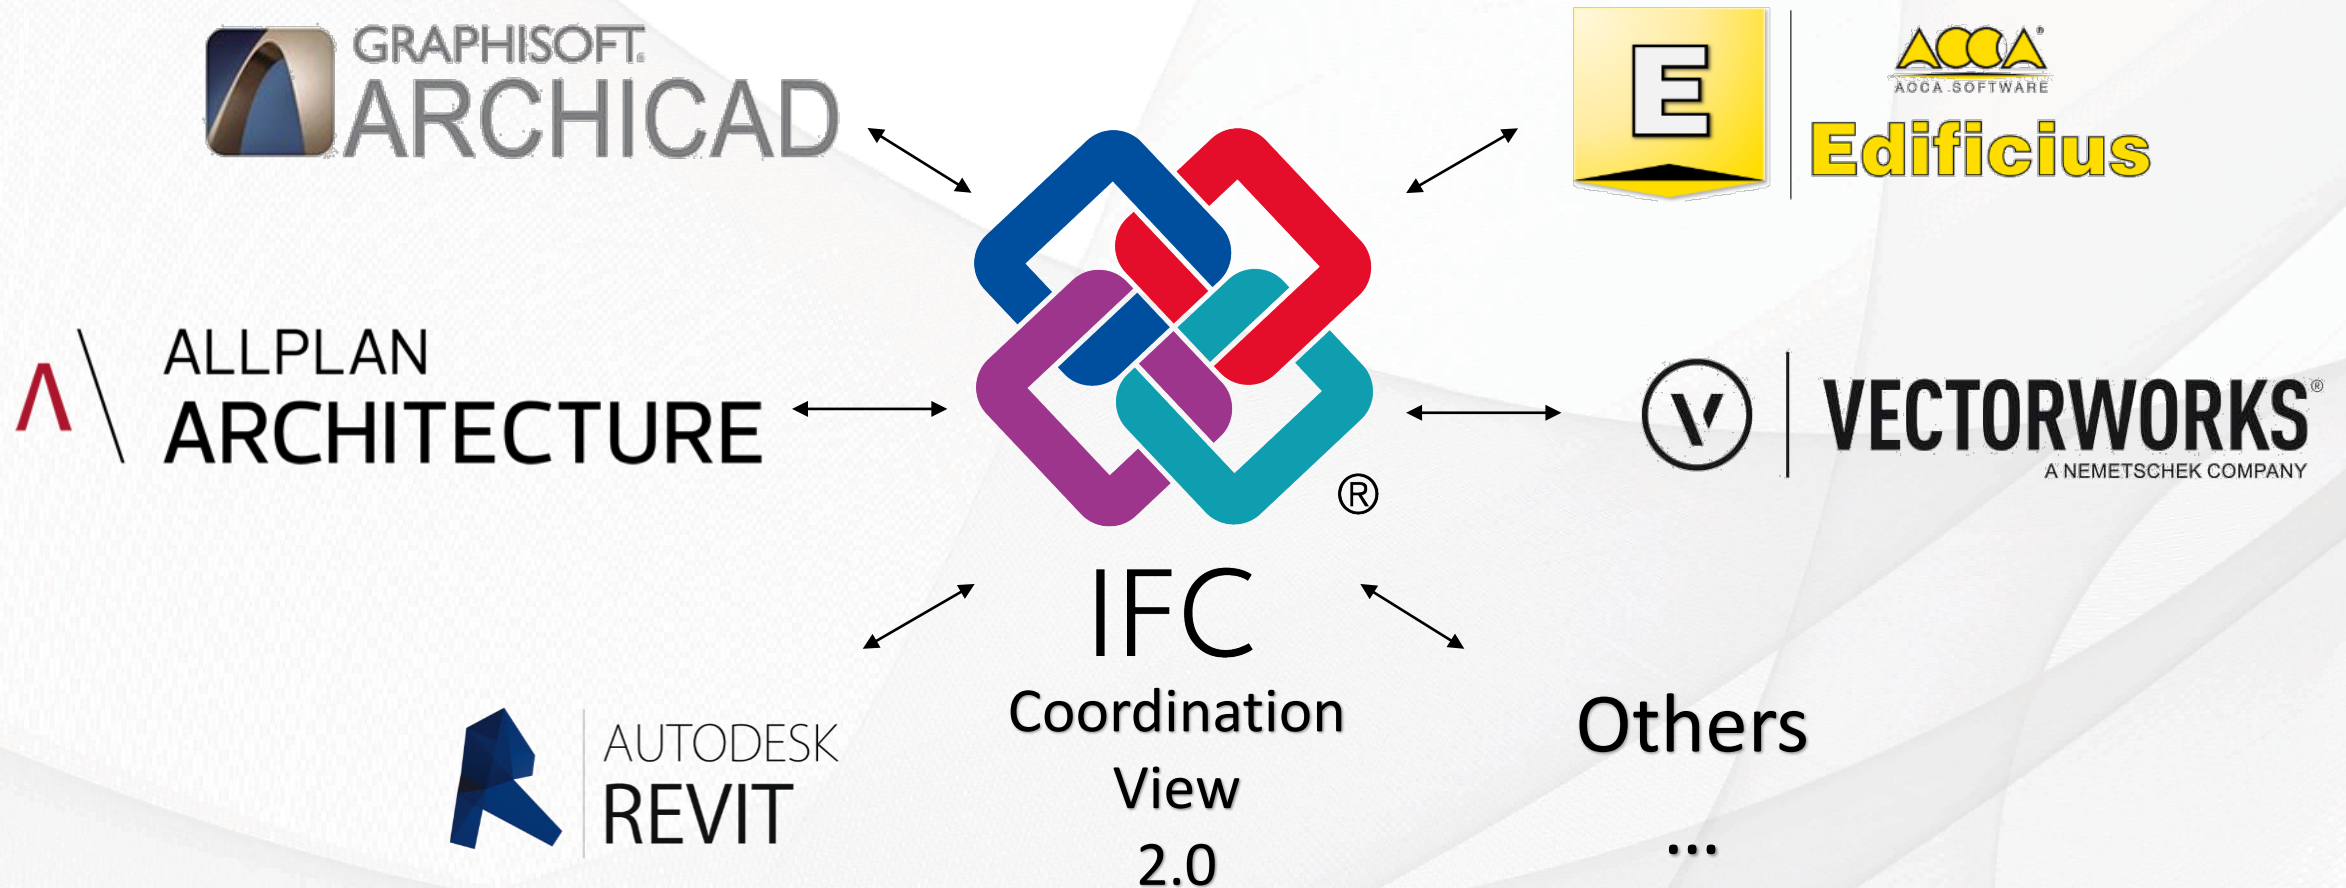 GRAPHISOFT.
ARCHICAD
E
ACCA®
ACCA SOFTWARE
Edificius
ALLPLAN
ARCHITECTURE
V
VECTORWORKS®
A NEMETSCHEK COMPANY
®
IFC
Coordination
View
2.0
AUTODESK
REVIT
Others
...